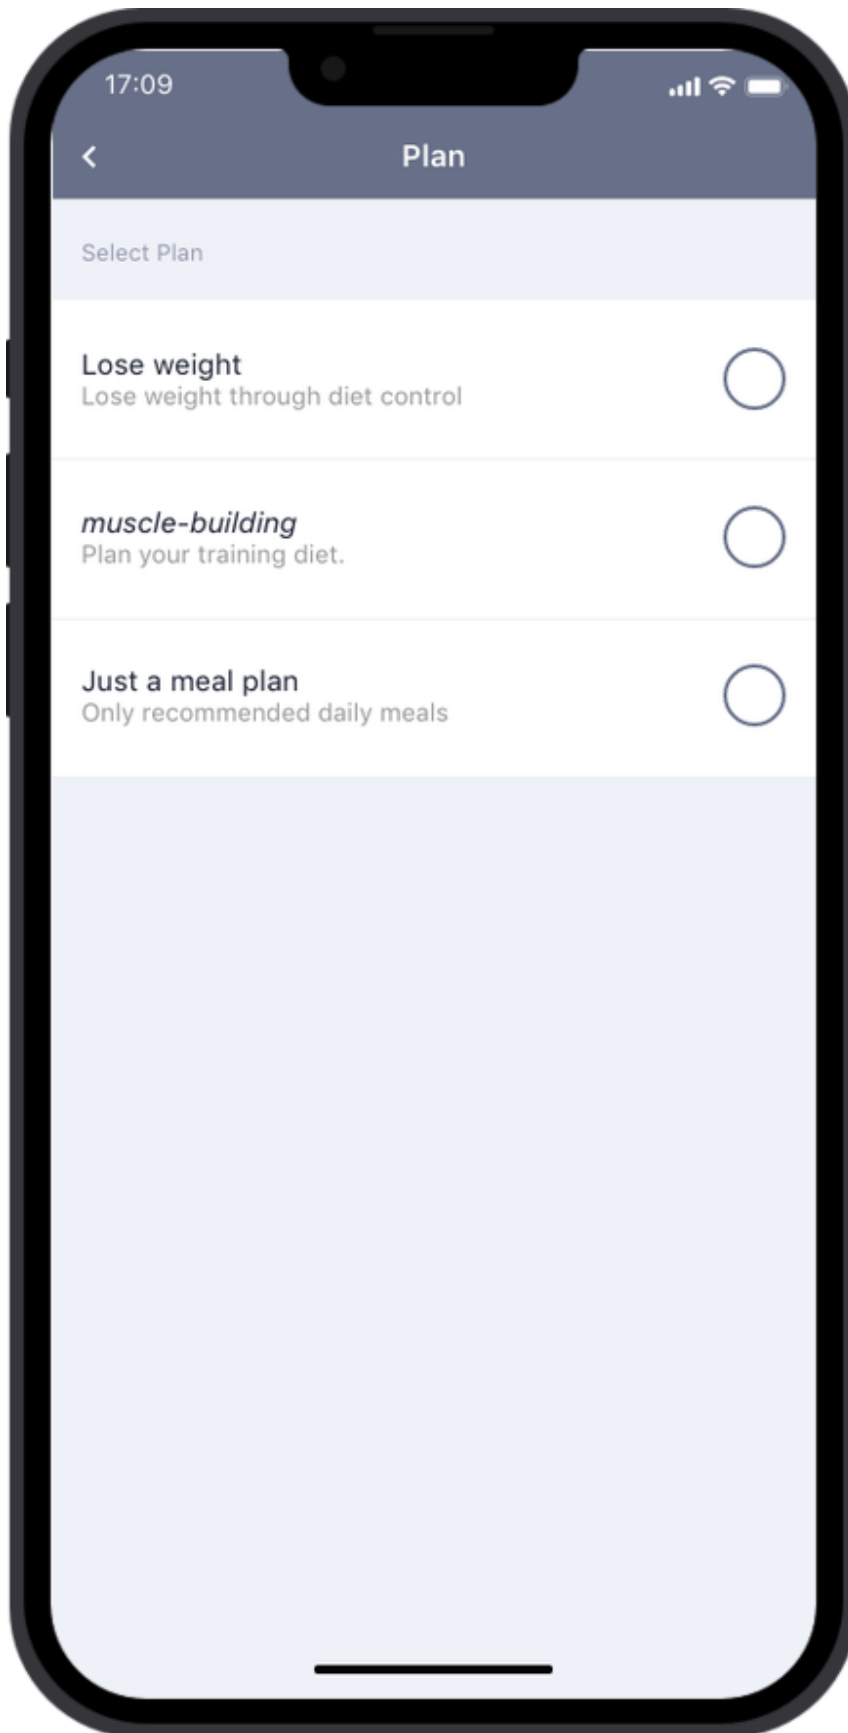 17:09
Plan
Select Plan
Lose weight
Lose weight through diet control
muscle-building
Plan your training diet.
Just a meal plan
Only recommended daily meals